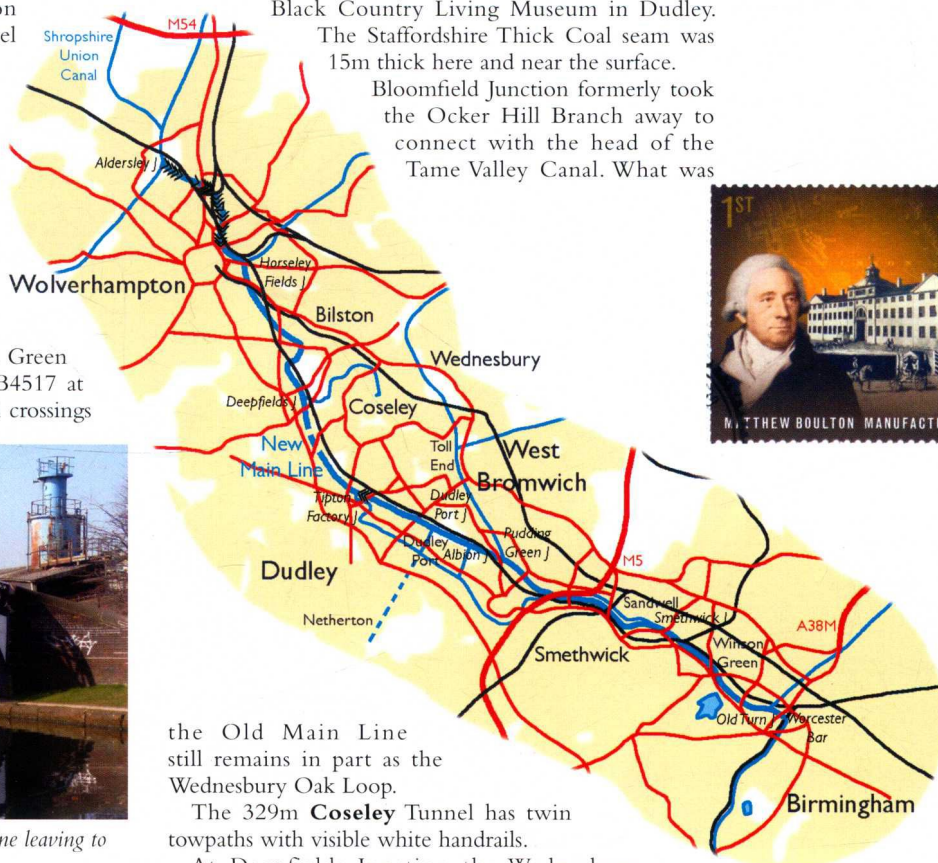 on
el
Black Country Living Museum in Dudley.
The Staffordshire Thick Coal seam was
15m thick here and near the surface.
Bloomfield Junction formerly took
the Ocker Hill Branch away to
connect with the head of the
Tame Valley Canal. What was
M54
Shropshire
Union
Canal
Aldersley J
Wolverhampton
Horseley
Fields J
Bilston
Wednesbury
1ST
MATTHEW BOULTON MANUFACT
Green
B4517 at
crossings
Deepfields J
Coseley
New
Main Line
Toll
End
West
Bromwich
Tipton
Factory J
Dudley
Port J
Pudding
Green J
Dudley
Port
Albion J
Dudley
M5
Netherton
Sandwell
Smethwick J
A38M
Winson
Green
Smethwick
Old Turn J
Worcester
Bar
Birmingham
the Old Main Line
still remains in part as the
Wednesbury Oak Loop.
The 329m Coseley Tunnel has twin
towpaths with visible white handrails.
ne leaving to